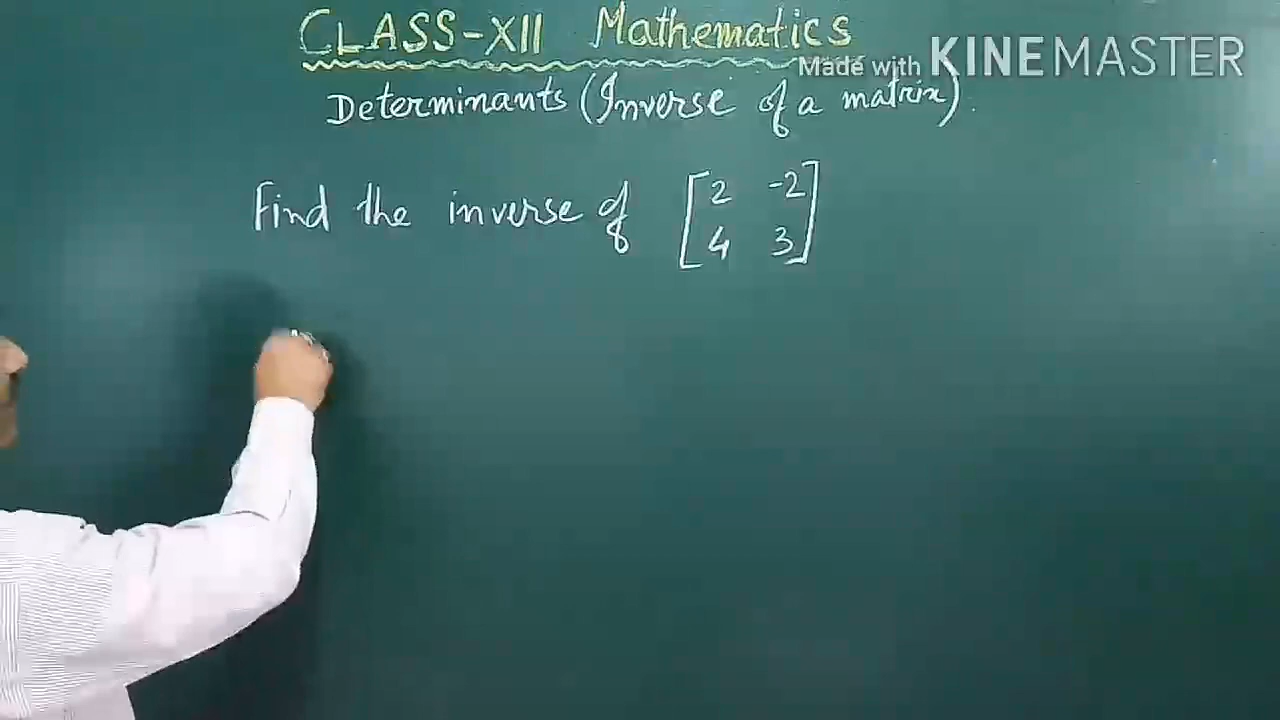 CLASS-XII Mathematics
Made with KINEMASTER
Determinants (Inverse of a matrix).
Find the inverse of [2 -2
4 3]